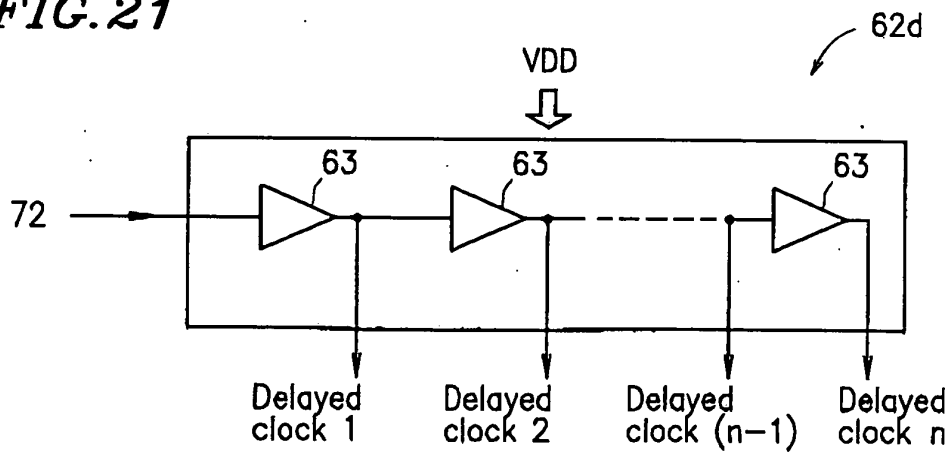 FIG. 21
62d
VDD
63
63
63
72
Delayed
clock 1
Delayed
clock 2
Delayed
clock (n-1)
Delayed
clock n